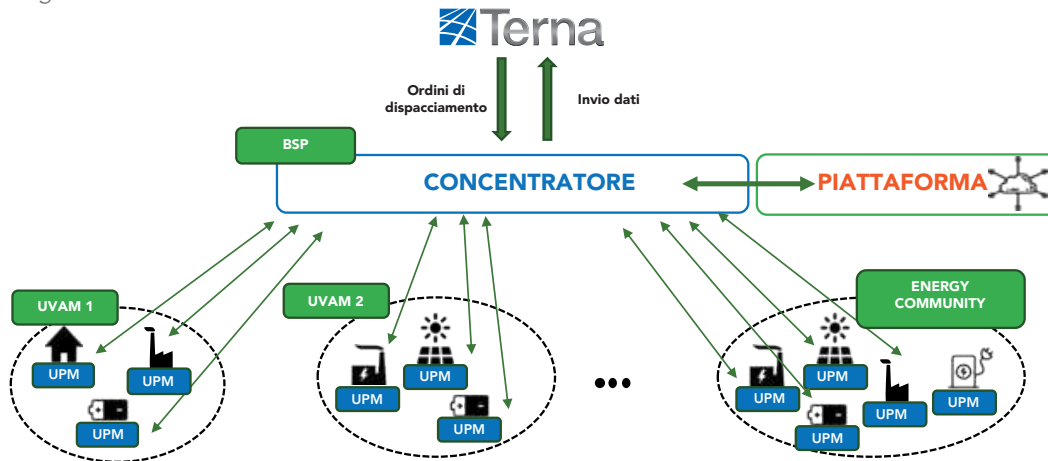 Terna
Ordini di
dispacciamento
Invio dati
BSP
CONCENTRATORE
PIATTAFORMA
UVAM 1
UPM
UPM
UPM
UVAM 2
UPM
UPM
UPM
...
ENERGY
COMMUNITY
UPM
UPM
UPM
UPM
UPM